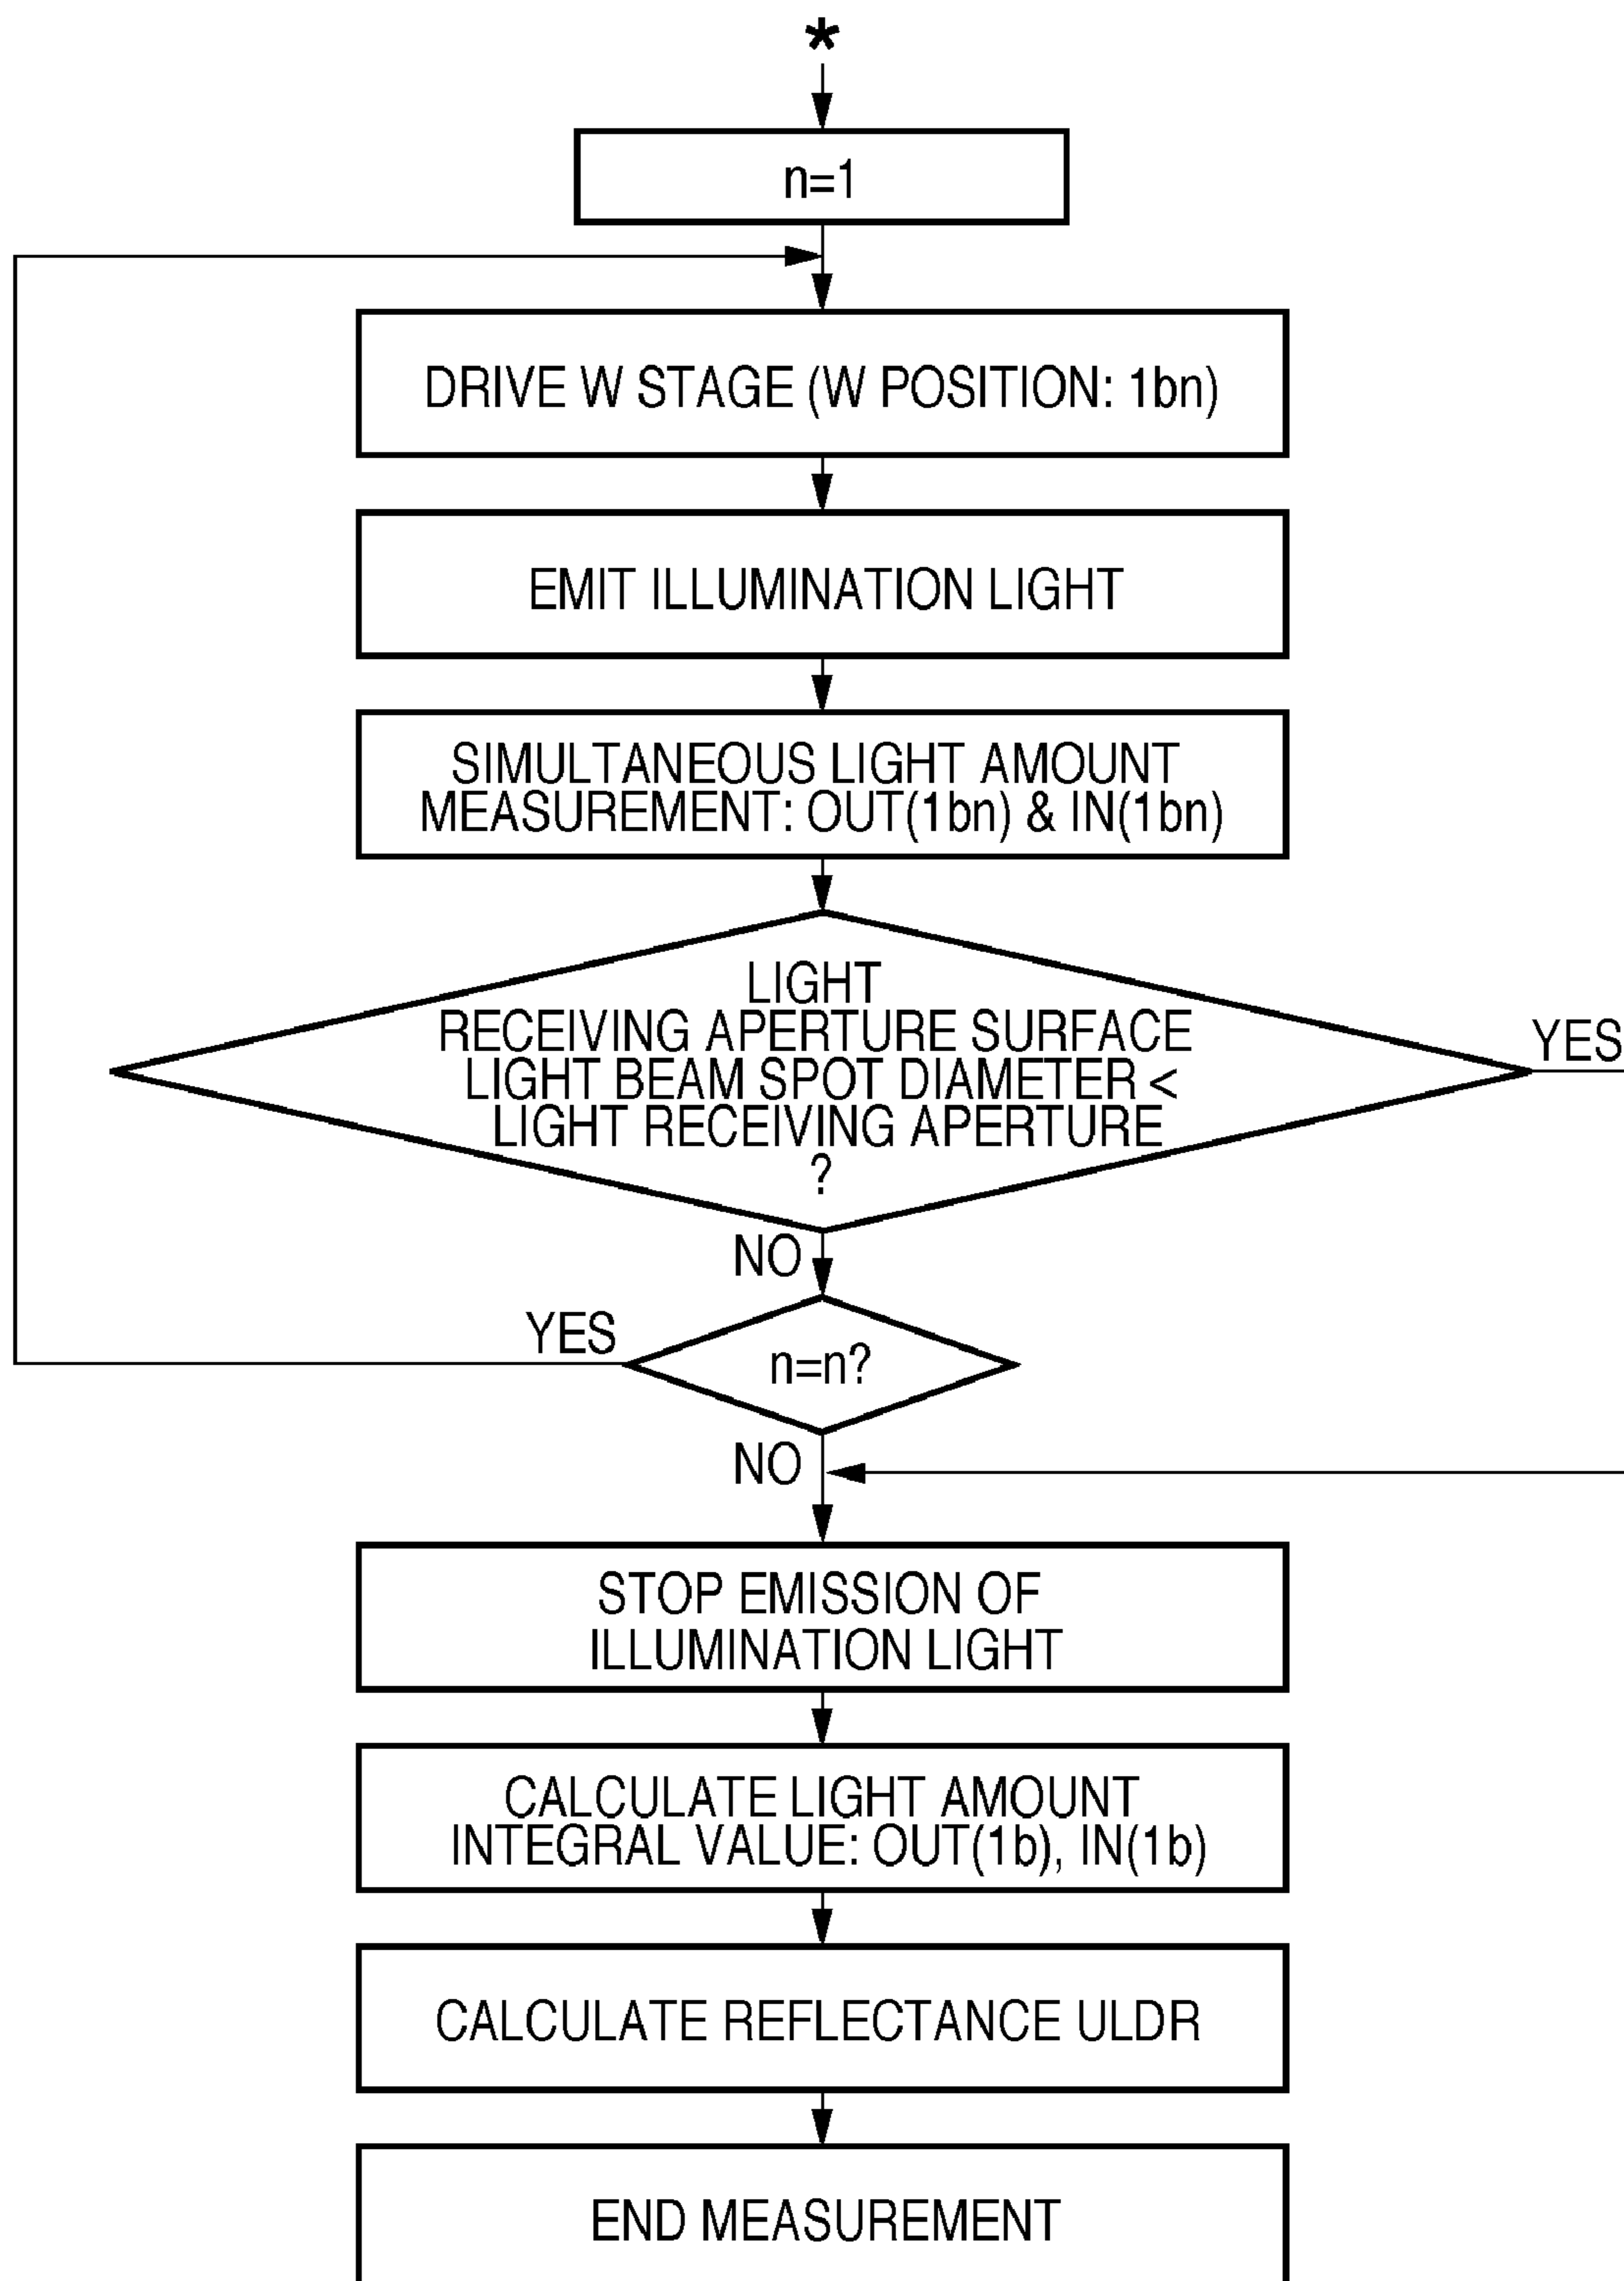 *
n=1
DRIVE W STAGE (W POSITION: 1bn)
EMIT ILLUMINATION LIGHT
SIMULTANEOUS LIGHT AMOUNT
MEASUREMENT: OUT(1bn) & IN(1bn)
LIGHT
RECEIVING APERTURE SURFACE
LIGHT BEAM SPOT DIAMETER <
LIGHT RECEIVING APERTURE
?
YES
NO
YES
n=n?
NO
STOP EMISSION OF
ILLUMINATION LIGHT
CALCULATE LIGHT AMOUNT
INTEGRAL VALUE: OUT(1b), IN(1b)
CALCULATE REFLECTANCE ULDR
END MEASUREMENT